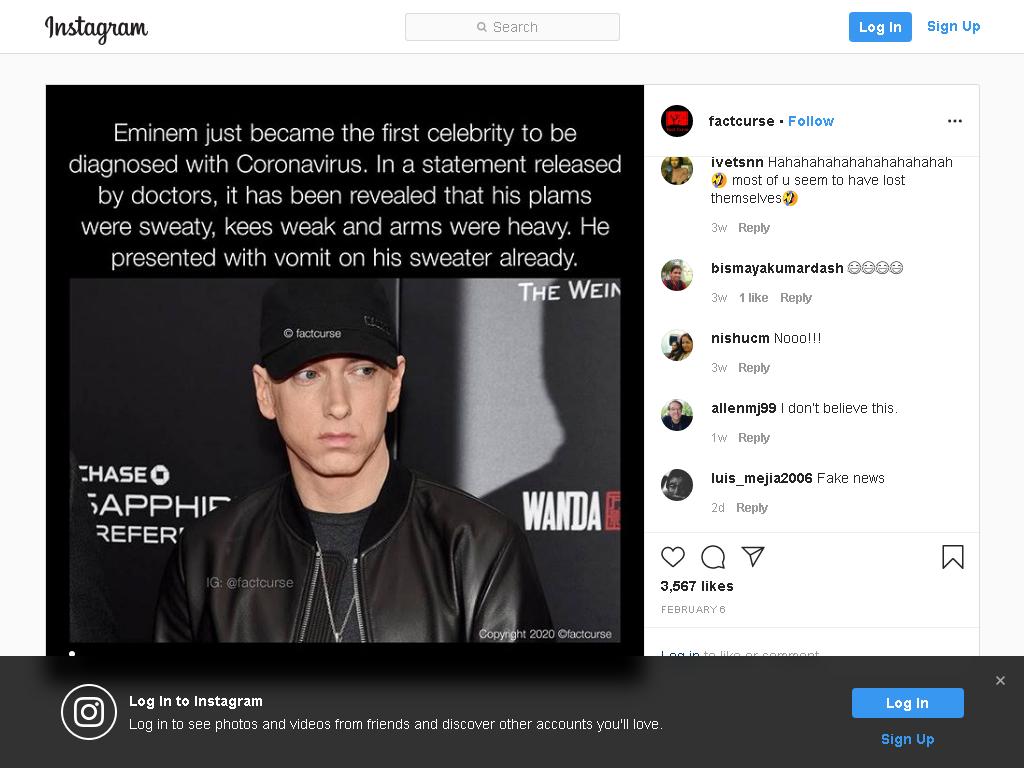 Instagram
Search
Log In
Sign Up
Eminem just became the first celebrity to be
diagnosed with Coronavirus. In a statement released
by doctors, it has been revealed that his plams
were sweaty, kees weak and arms were heavy. He
presented with vomit on his sweater already.
THE WEIN
© factcurse
CHASE
SAPPHIR
REFERR
WANDA
IG: @factcurse
Copyright 2020 ©factcurse
factcurse • Follow
ivetsnn Hahahahahahahahahahahah
🤣 most of u seem to have lost
themselves🤣
3w Reply
bismayakumardash 😂😂😂😂
3w 1 like Reply
nishucm Nooo!!!
3w Reply
allenmj99 I don't believe this.
1w Reply
luis_mejia2006 Fake news
2d Reply
3,567 likes
FEBRUARY 6
Log in to like or comment.
Log In to Instagram
Log in to see photos and videos from friends and discover other accounts you'll love.
Log In
Sign Up